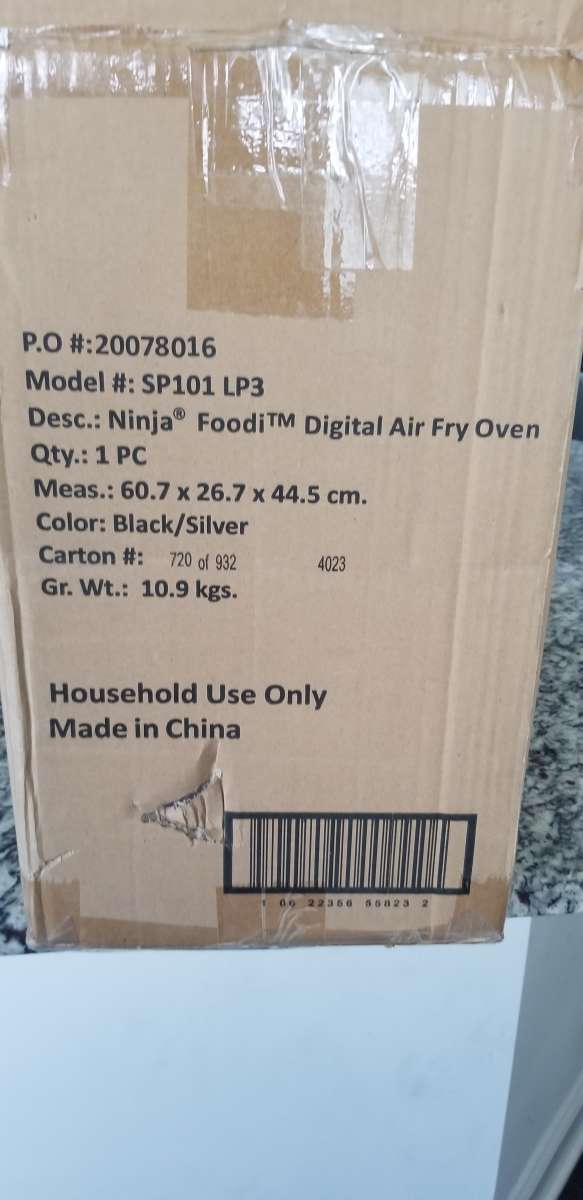 P.O #:20078016
Model #: SP101 LP3
Desc.: Ninja® Foodi™ Digital Air Fry Oven
Qty.: 1 PC
Meas.: 60.7 x 26.7 x 44.5 cm.
Color: Black/Silver
Carton #: 720 of 932 4023
Gr. Wt.: 10.9 kgs.
Household Use Only
Made in China
1 06 22356 55823 2